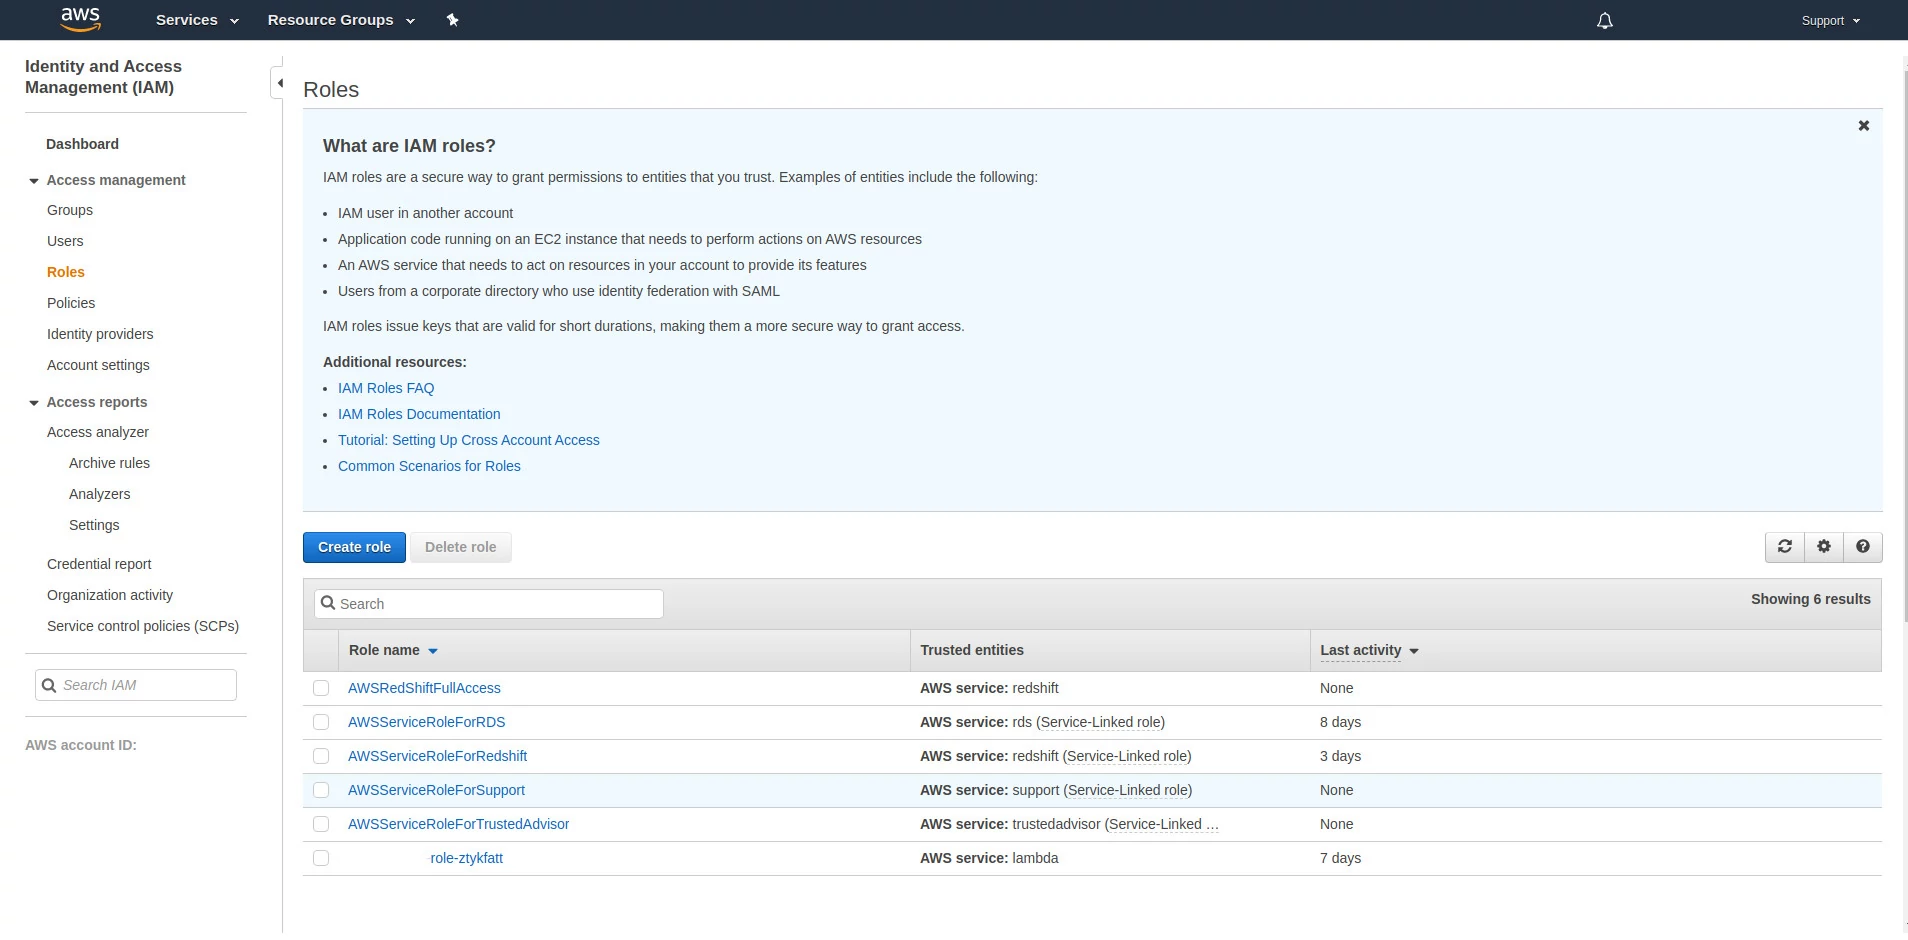 aws Services Resource Groups Support
Identity and Access
Management (IAM)
Dashboard
Access management
Groups
Users
Roles
Policies
Identity providers
Account settings
Access reports
Access analyzer
Archive rules
Analyzers
Settings
Credential report
Organization activity
Service control policies (SCPs)
Search IAM
AWS account ID:
Roles
What are IAM roles?
IAM roles are a secure way to grant permissions to entities that you trust. Examples of entities include the following:
• IAM user in another account
• Application code running on an EC2 instance that needs to perform actions on AWS resources
• An AWS service that needs to act on resources in your account to provide its features
• Users from a corporate directory who use identity federation with SAML
IAM roles issue keys that are valid for short durations, making them a more secure way to grant access.
Additional resources:
• IAM Roles FAQ
• IAM Roles Documentation
• Tutorial: Setting Up Cross Account Access
• Common Scenarios for Roles
Create role Delete role
Search Showing 6 results
Role name Trusted entities Last activity
AWSRedShiftFullAccess AWS service: redshift None
AWSServiceRoleForRDS AWS service: rds (Service-Linked role) 8 days
AWSServiceRoleForRedshift AWS service: redshift (Service-Linked role) 3 days
AWSServiceRoleForSupport AWS service: support (Service-Linked role) None
AWSServiceRoleForTrustedAdvisor AWS service: trustedadvisor (Service-Linked … None
role-ztykfatt AWS service: lambda 7 days